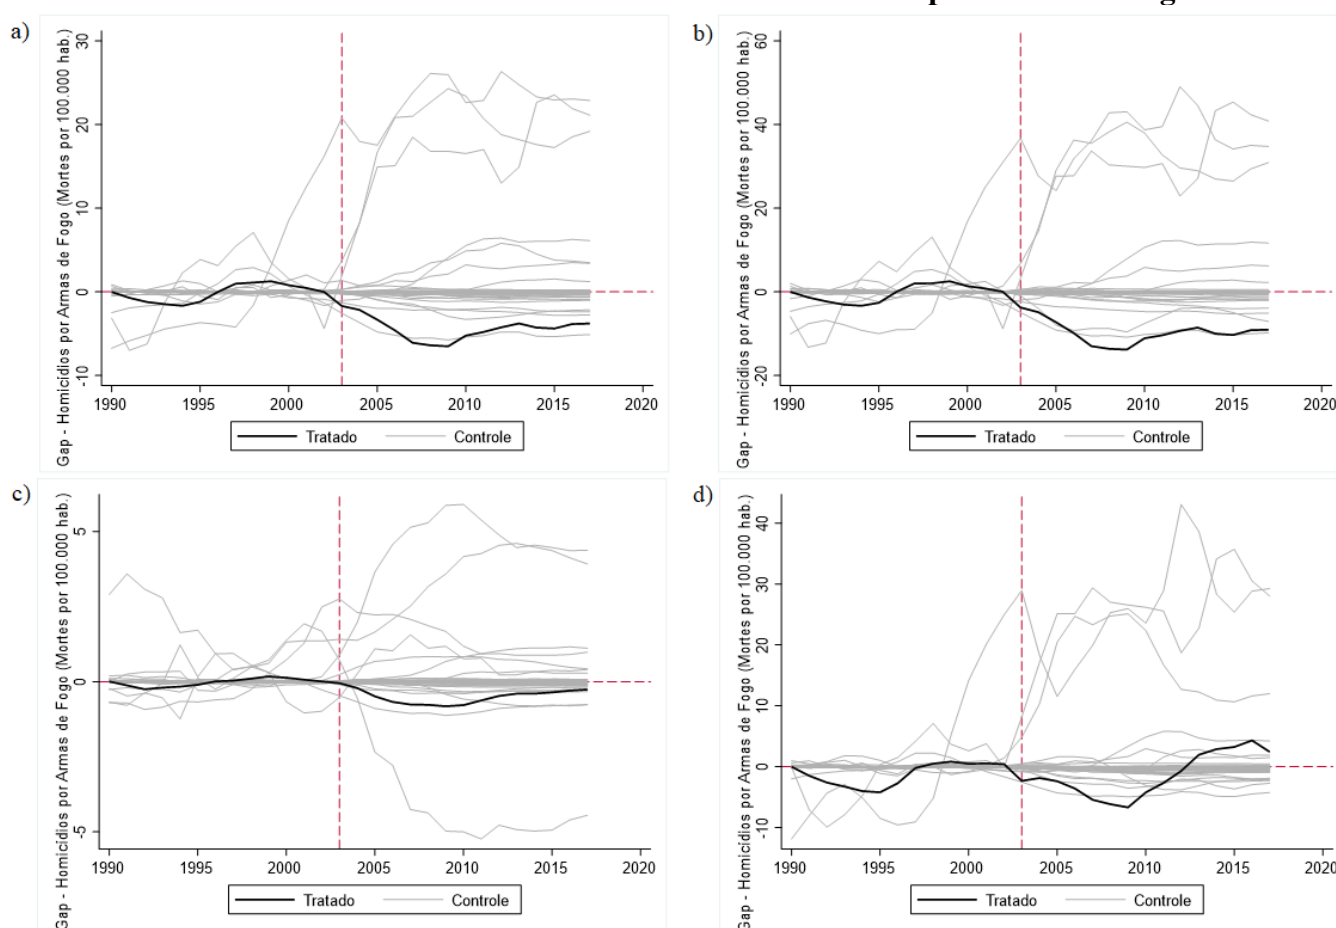 a)
Gap - Homicídios por Armas de Fogo (Mortes por 100.000 hab.)
30
20
10
0
-10
1990 1995 2000 2005 2010 2015 2020
Tratado Controle
b)
Gap - Homicídios por Armas de Fogo (Mortes por 100.000 hab.)
60
40
20
0
-20
1990 1995 2000 2005 2010 2015 2020
Tratado Controle
c)
Gap - Homicídios por Armas de Fogo (Mortes por 100.000 hab.)
5
0
-5
1990 1995 2000 2005 2010 2015 2020
Tratado Controle
d)
Gap - Homicídios por Armas de Fogo (Mortes por 100.000 hab.)
40
30
20
10
0
-10
1990 1995 2000 2005 2010 2015 2020
Tratado Controle